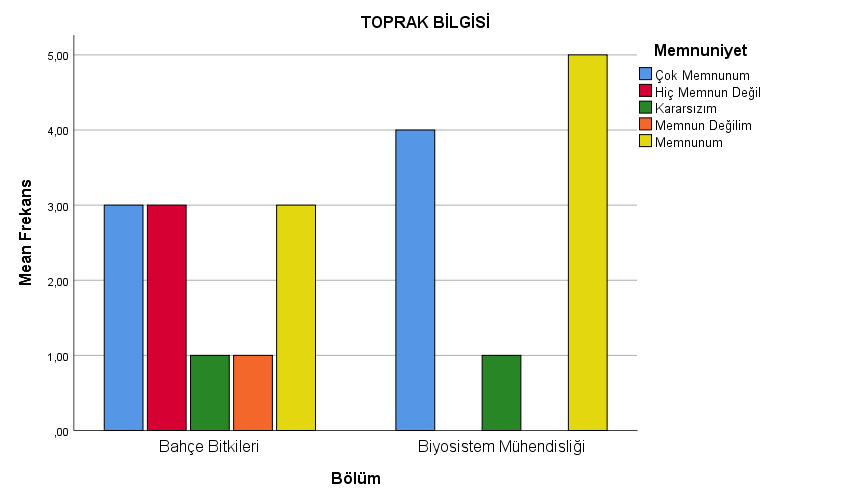 TOPRAK BİLGİSİ
Memnuniyet
Çok Memnunum
Hiç Memnun Değil
Kararsızım
Memnun Değilim
Memnunum
Mean Frekans
5,00
4,00
3,00
2,00
1,00
,00
Bahçe Bitkileri
Biyosistem Mühendisliği
Bölüm